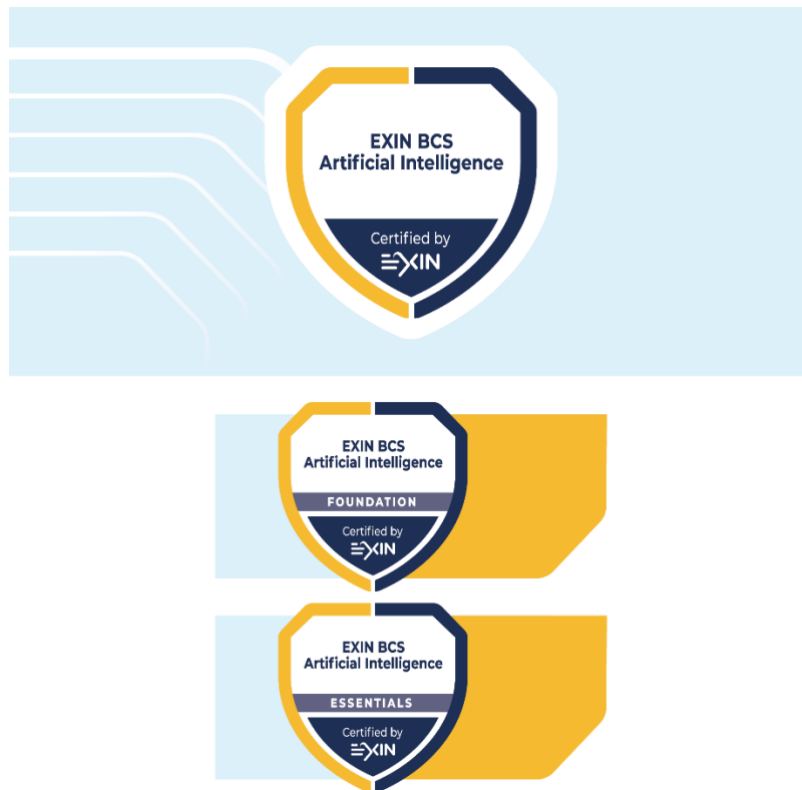 EXIN BCS
Artificial Intelligence
Certified by
EXIN
EXIN BCS
Artificial Intelligence
FOUNDATION
Certified by
EXIN
EXIN BCS
Artificial Intelligence
ESSENTIALS
Certified by
EXIN